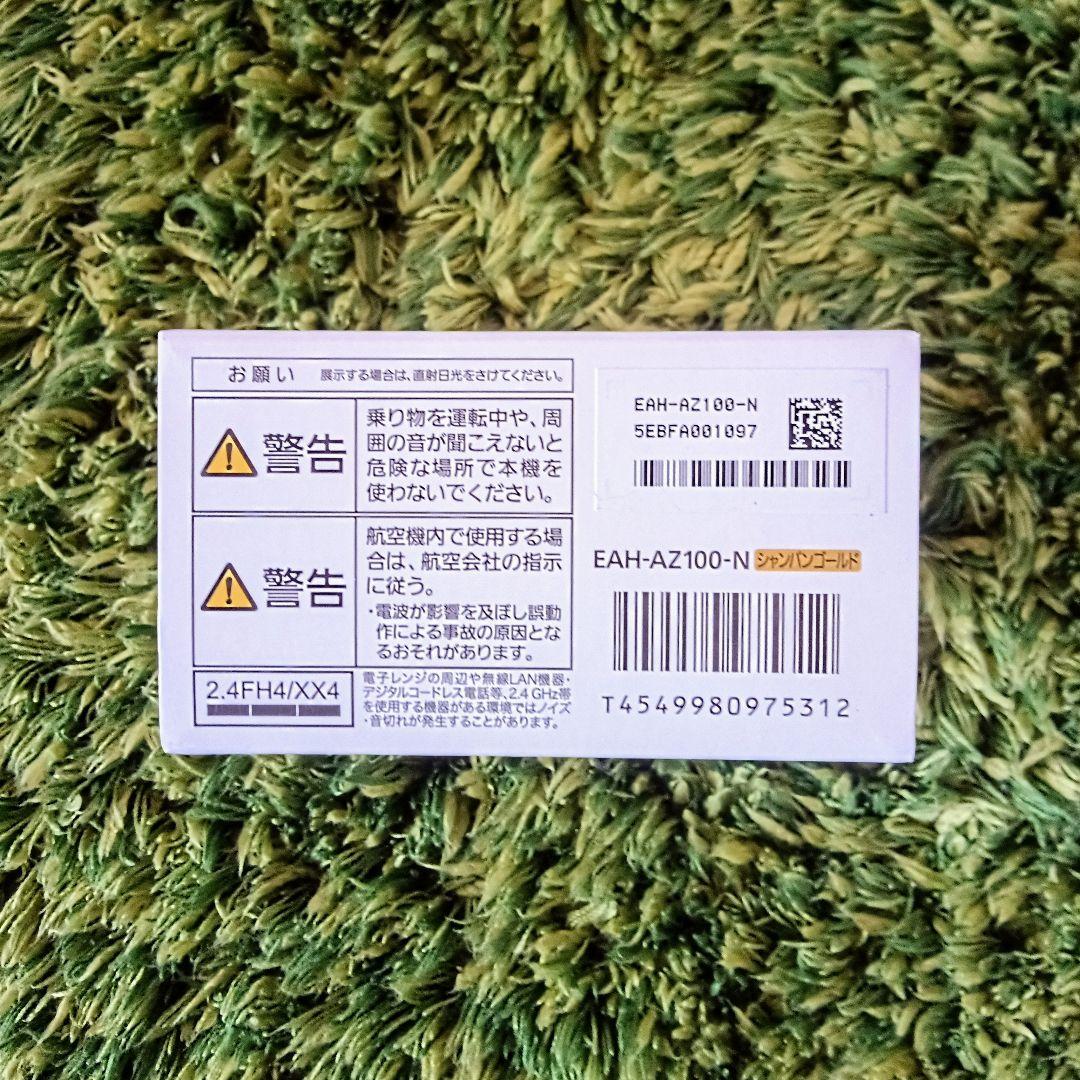 お願い 展示する場合は、直射日光をさけてください。
警告
乗り物を運転中や、周
囲の音が聞こえないと
危険な場所で本機を
使わないでください。
警告
航空機内で使用する場
合は、航空会社の指示
に従う。
・電波が影響を及ぼし誤動
作による事故の原因とな
るおそれがあります。
2.4FH4/XX4
電子レンジの周辺や無線LAN機器・
デジタルコードレス電話等、2.4 GHz帯
を使用する機器がある環境ではノイズ
・音切れが発生することがあります。
EAH-AZ100-N
5EBFA001097
EAH-AZ100-N シャンパンゴールド
T4549980975312